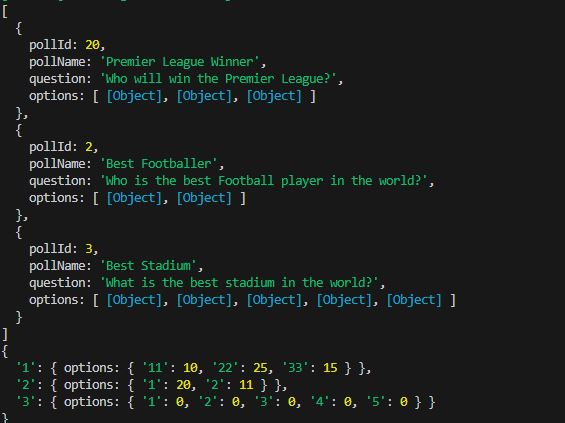 [
  {
    pollId: 20,
    pollName: 'Premier League Winner',
    question: 'Who will win the Premier League?',
    options: [ [Object], [Object], [Object] ]
  },
  {
    pollId: 2,
    pollName: 'Best Footballer',
    question: 'Who is the best Football player in the world?',
    options: [ [Object], [Object] ]
  },
  {
    pollId: 3,
    pollName: 'Best Stadium',
    question: 'What is the best stadium in the world?',
    options: [ [Object], [Object], [Object], [Object], [Object] ]
  }
]
{
  '1': { options: { '11': 10, '22': 25, '33': 15 } },
  '2': { options: { '1': 20, '2': 11 } },
  '3': { options: { '1': 0, '2': 0, '3': 0, '4': 0, '5': 0 } }
}